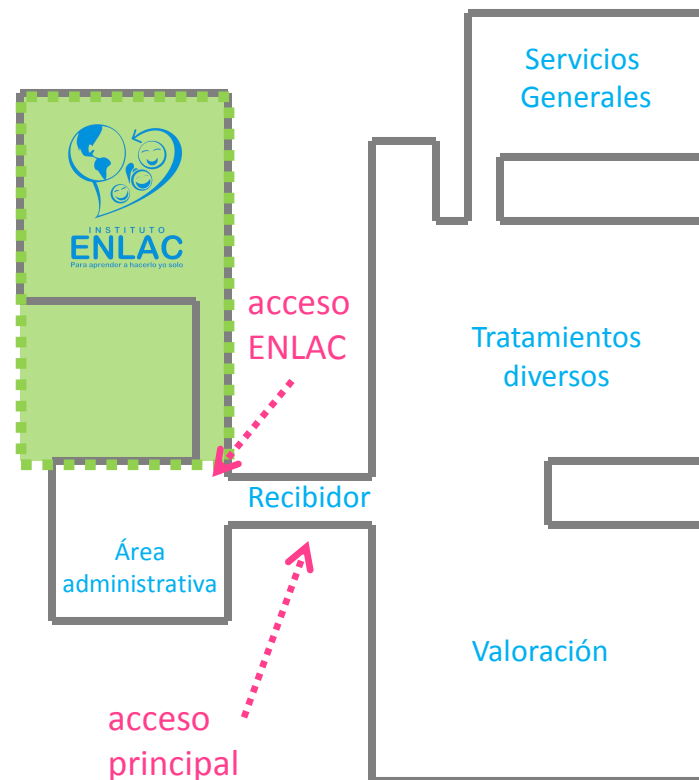 Servicios
Generales
INSTITUTO
ENLAC
Para aprender a hacerlo yo solo
acceso
ENLAC
Tratamientos
diversos
Recibidor
Área
administrativa
Valoración
acceso
principal